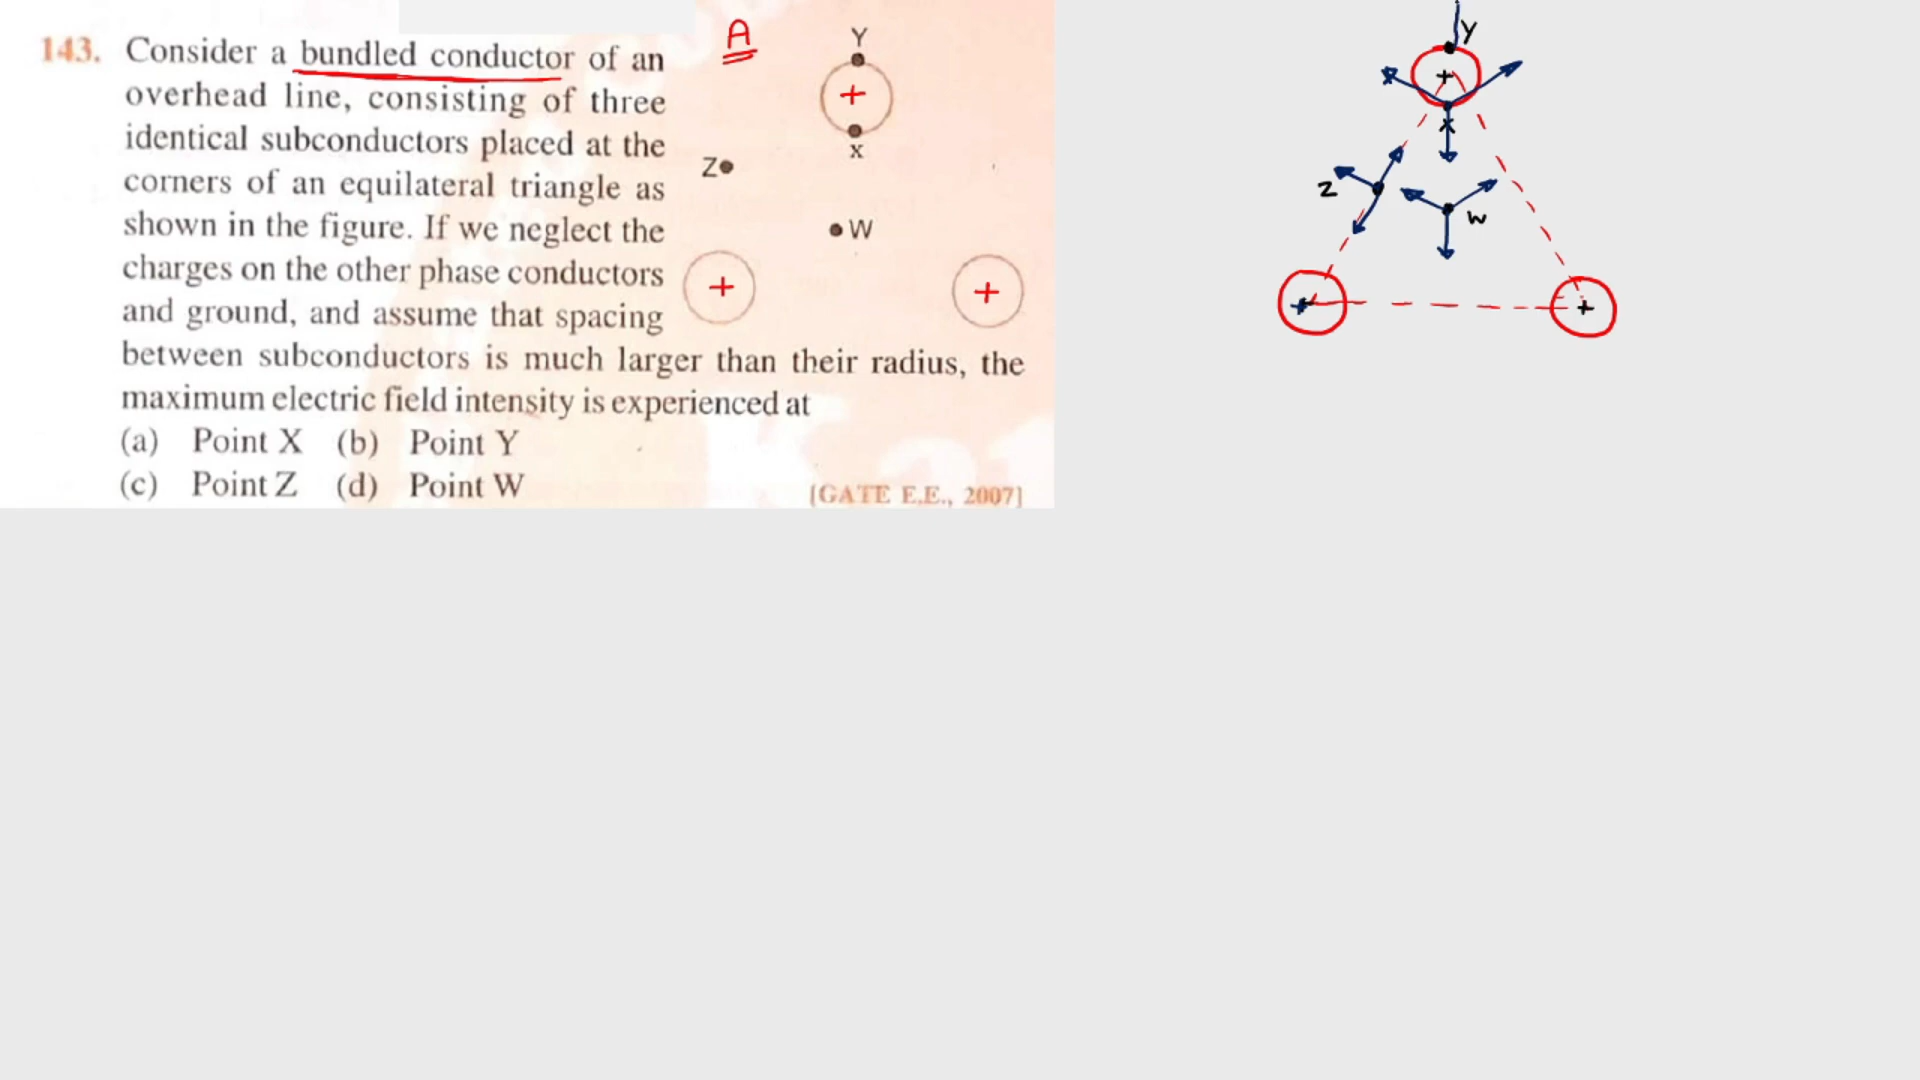 143. Consider a bundled conductor of an
overhead line, consisting of three
identical subconductors placed at the
corners of an equilateral triangle as
shown in the figure. If we neglect the
charges on the other phase conductors
and ground, and assume that spacing
between subconductors is much larger than their radius, the
maximum electric field intensity is experienced at
(a) Point X (b) Point Y
(c) Point Z (d) Point W
[GATE E.E., 2007]
A
Y
+
X
Z
W
+
+
Y
+
X
Z
W
+
+